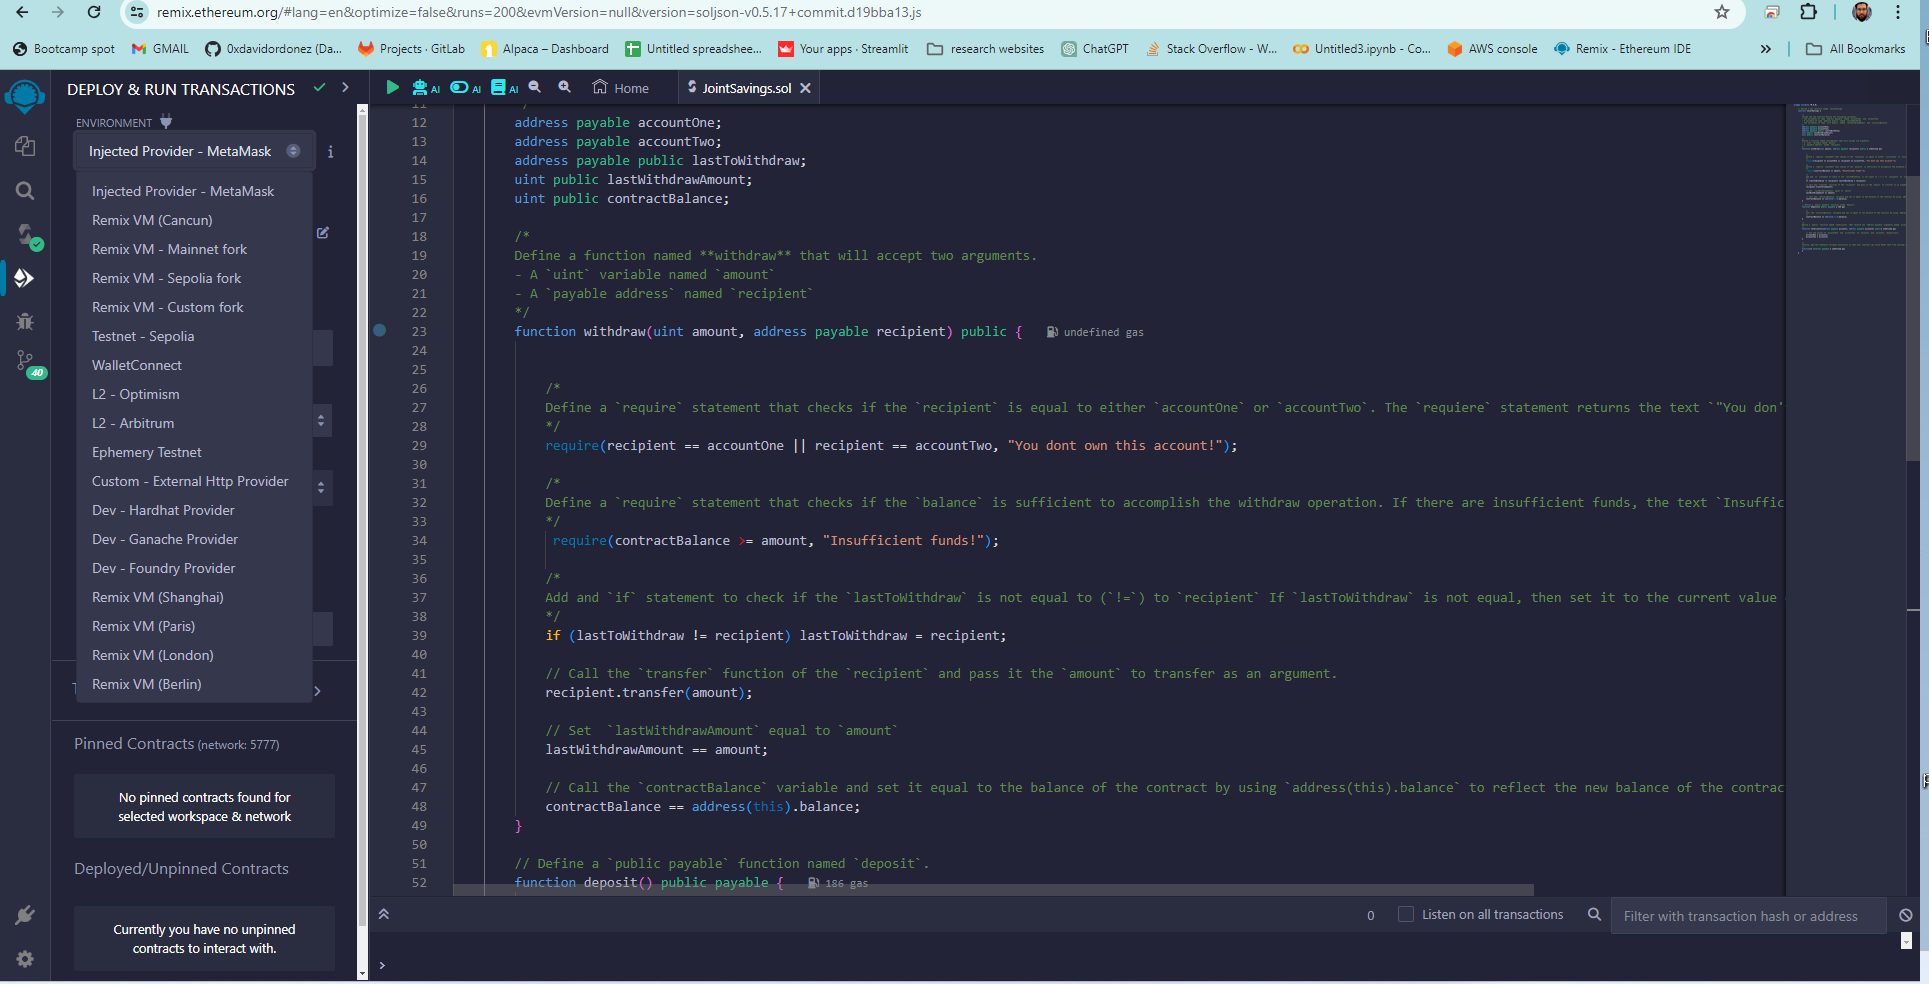 remix.ethereum.org/#lang=en&optimize=false&runs=200&evmVersion=null&version=soljson-v0.5.17+commit.d19bba13.js
Bootcamp spot
GMAIL
0xdavidordonez (Da...
Projects · GitLab
Alpaca – Dashboard
Untitled spreadshee...
Your apps · Streamlit
research websites
ChatGPT
Stack Overflow - W...
Untitled3.ipynb - Co...
AWS console
Remix - Ethereum IDE
»
All Bookmarks
DEPLOY & RUN TRANSACTIONS
ENVIRONMENT
Injected Provider - MetaMask
i
Injected Provider - MetaMask
Remix VM (Cancun)
Remix VM - Mainnet fork
Remix VM - Sepolia fork
Remix VM - Custom fork
Testnet - Sepolia
WalletConnect
L2 - Optimism
L2 - Arbitrum
Ephemery Testnet
Custom - External Http Provider
Dev - Hardhat Provider
Dev - Ganache Provider
Dev - Foundry Provider
Remix VM (Shanghai)
Remix VM (Paris)
Remix VM (London)
Remix VM (Berlin)
40
Pinned Contracts (network: 5777)
No pinned contracts found for
selected workspace & network
Deployed/Unpinned Contracts
Currently you have no unpinned
contracts to interact with.
AI
AI
AI
Home
JointSavings.sol
11 */
12 address payable accountOne;
13 address payable accountTwo;
14 address payable public lastToWithdraw;
15 uint public lastWithdrawAmount;
16 uint public contractBalance;
17
18 /*
19 Define a function named **withdraw** that will accept two arguments.
20 - A `uint` variable named `amount`
21 - A `payable address` named `recipient`
22 */
23 function withdraw(uint amount, address payable recipient) public { undefined gas
24
25
26 /*
27 Define a `require` statement that checks if the `recipient` is equal to either `accountOne` or `accountTwo`. The `requiere` statement returns the text `"You don'
28 */
29 require(recipient == accountOne || recipient == accountTwo, "You dont own this account!");
30
31 /*
32 Define a `require` statement that checks if the `balance` is sufficient to accomplish the withdraw operation. If there are insufficient funds, the text `Insuffic
33 */
34 require(contractBalance >= amount, "Insufficient funds!");
35
36 /*
37 Add and `if` statement to check if the `lastToWithdraw` is not equal to (`!=`) to `recipient` If `lastToWithdraw` is not equal, then set it to the current value
38 */
39 if (lastToWithdraw != recipient) lastToWithdraw = recipient;
40
41 // Call the `transfer` function of the `recipient` and pass it the `amount` to transfer as an argument.
42 recipient.transfer(amount);
43
44 // Set  `lastWithdrawAmount` equal to `amount`
45 lastWithdrawAmount == amount;
46
47 // Call the `contractBalance` variable and set it equal to the balance of the contract by using `address(this).balance` to reflect the new balance of the contrac
48 contractBalance == address(this).balance;
49 }
50
51 // Define a `public payable` function named `deposit`.
52 function deposit() public payable { 186 gas
0
Listen on all transactions
Filter with transaction hash or address
>